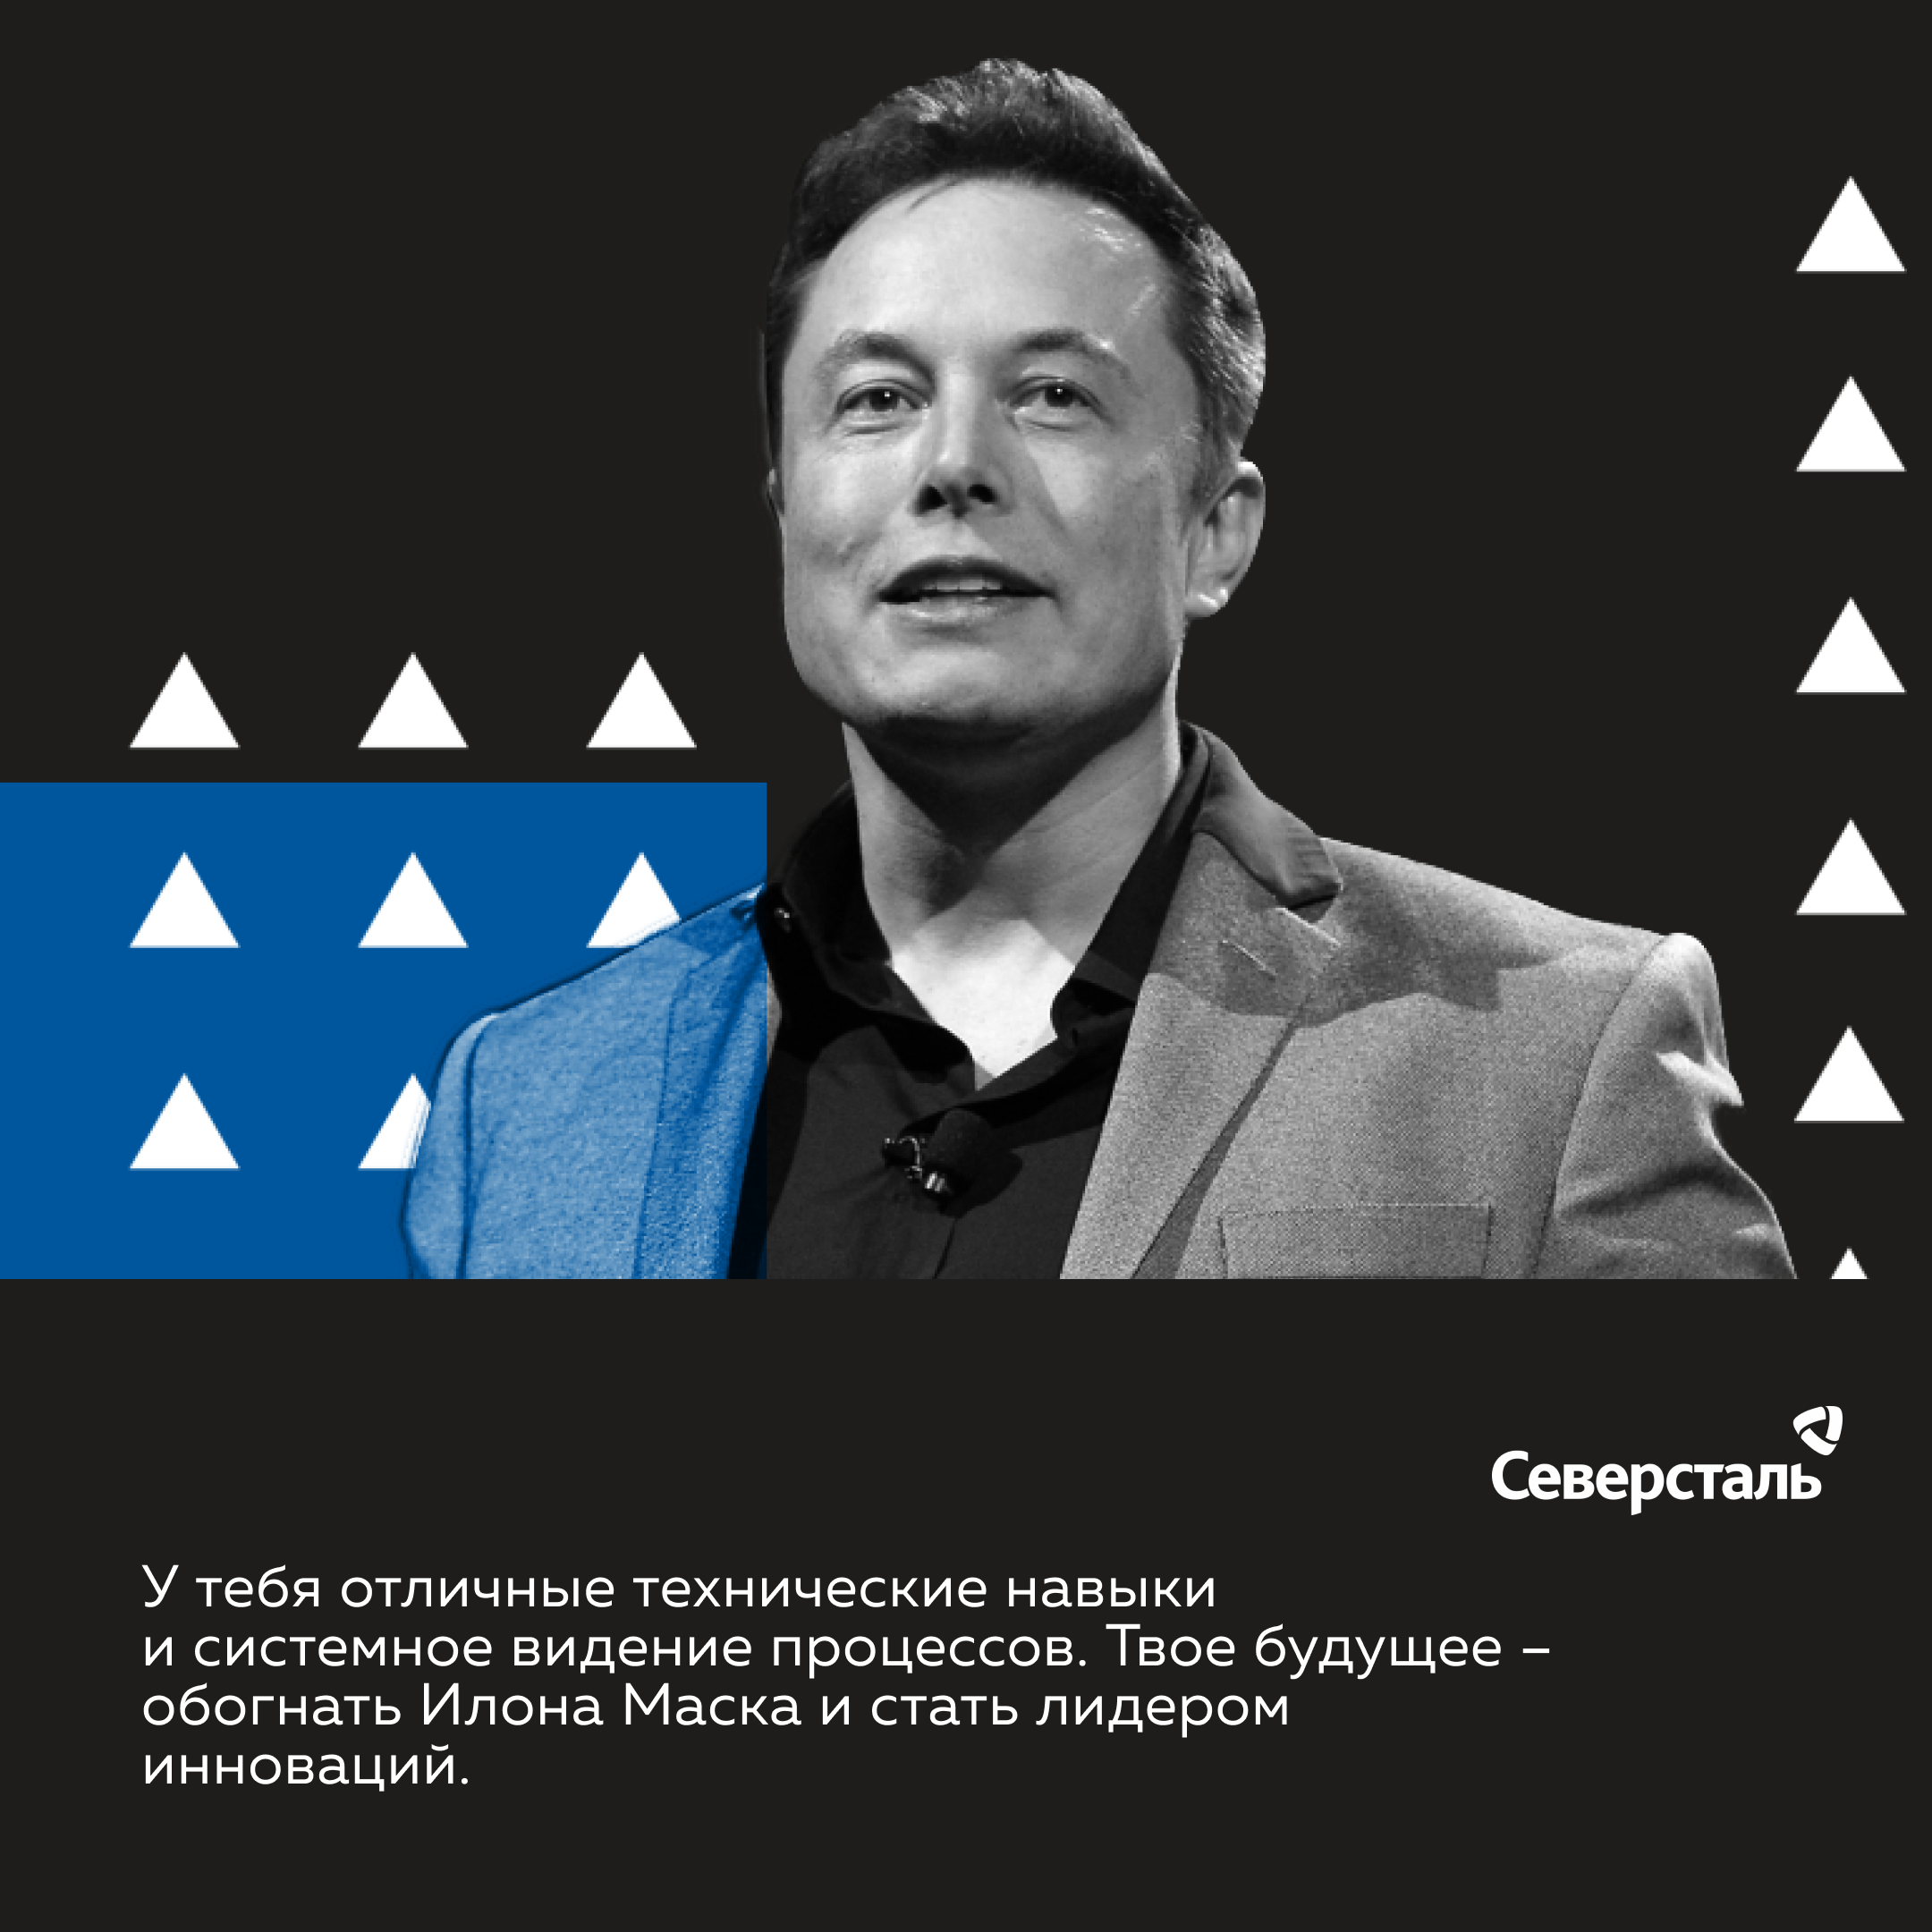 Северсталь
У тебя отличные технические навыки
и системное видение процессов. Твое будущее –
обогнать Илона Маска и стать лидером
инноваций.